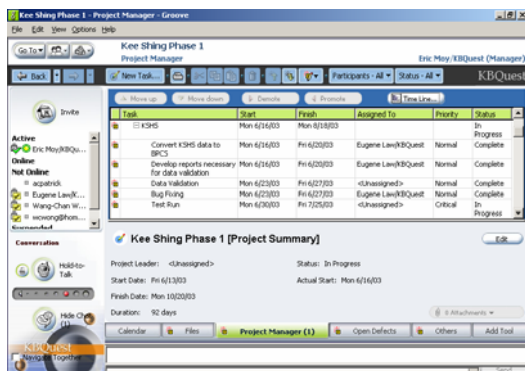 Kee Shing Phase 1 - Project Manager - Groove
File Edit View Options Help
Go To
Kee Shing Phase 1
Project Manager
Eric Moy/KBQuest (Manager)
Back
New Task...
Participants - All
Status - All
KBQuest
Invite
Move up
Move down
Demote
Promote
Time Line...
Task Start Finish Assigned To Priority Status
KSHS Mon 6/16/03 Mon 8/18/03 In Progress
Convert KSHS data to BPCS Mon 6/16/03 Fri 6/20/03 Eugene Law/KBQuest Normal Complete
Develop reports necessary for data validation Mon 6/16/03 Fri 6/20/03 Eugene Law/KBQuest Normal Complete
Data Validation Mon 6/23/03 Fri 6/27/03 <Unassigned> Normal Complete
Bug Fixing Mon 6/23/03 Fri 6/27/03 Eugene Law/KBQuest Normal Complete
Test Run Mon 6/30/03 Fri 7/25/03 <Unassigned> Critical In Progress
Active
Eric Moy/KBQu...
Online
Not Online
acpatrick
Eugene Law/K...
Wang-Chan W...
wcwong@hom...
Suspended
Conversation
Hold-to-Talk
Hide Chat (1)
KBQuest
Navigate Together
Kee Shing Phase 1 [Project Summary]
Edit
Project Leader: <Unassigned>
Status: In Progress
Start Date: Fri 6/13/03
Actual Start: Mon 6/16/03
Finish Date: Mon 10/20/03
Duration: 92 days
0 Attachments
Calendar
Files
Project Manager (1)
Open Defects
Others
Add Tool
Send